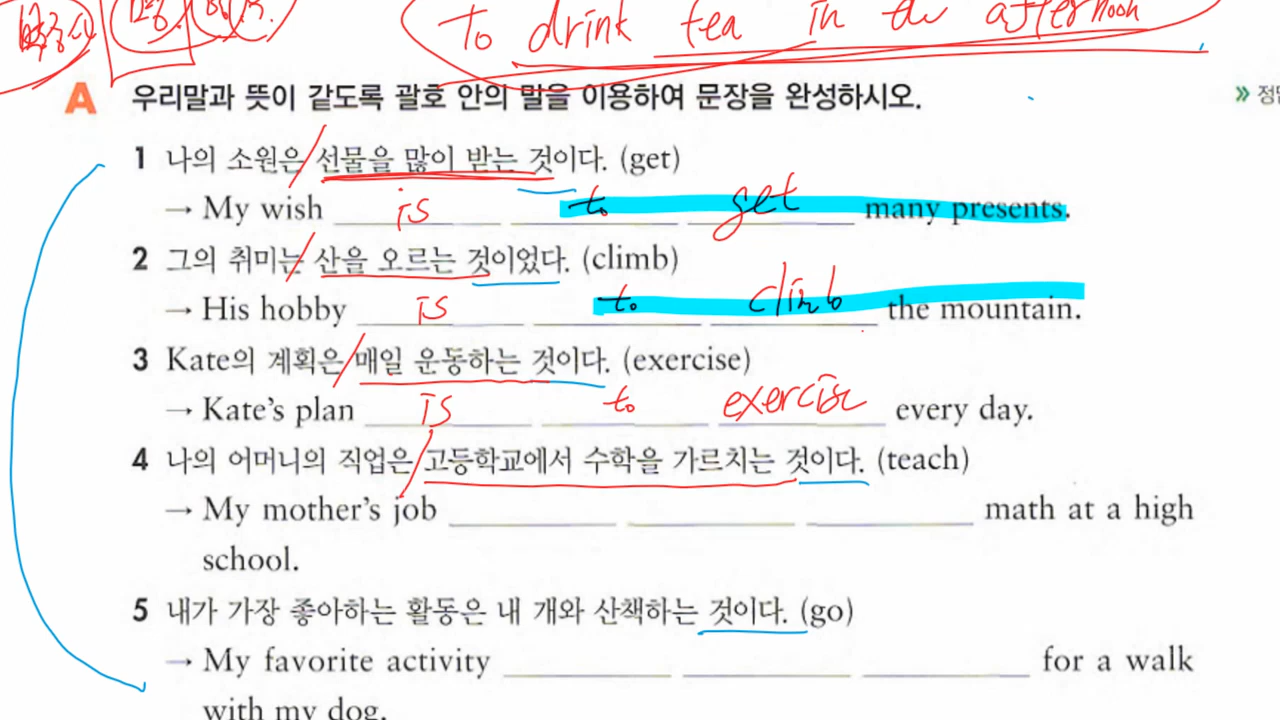 to drink tea in the afternoon
A 우리말과 뜻이 같도록 괄호 안의 말을 이용하여 문장을 완성하시오.
1 나의 소원은 선물을 많이 받는 것이다. (get)
→ My wish is to get many presents.
2 그의 취미는 산을 오르는 것이었다. (climb)
→ His hobby is to climb the mountain.
3 Kate의 계획은 매일 운동하는 것이다. (exercise)
→ Kate's plan is to exercise every day.
4 나의 어머니의 직업은 고등학교에서 수학을 가르치는 것이다. (teach)
→ My mother's job math at a high
school.
5 내가 가장 좋아하는 활동은 내 개와 산책하는 것이다. (go)
→ My favorite activity for a walk
with my dog.